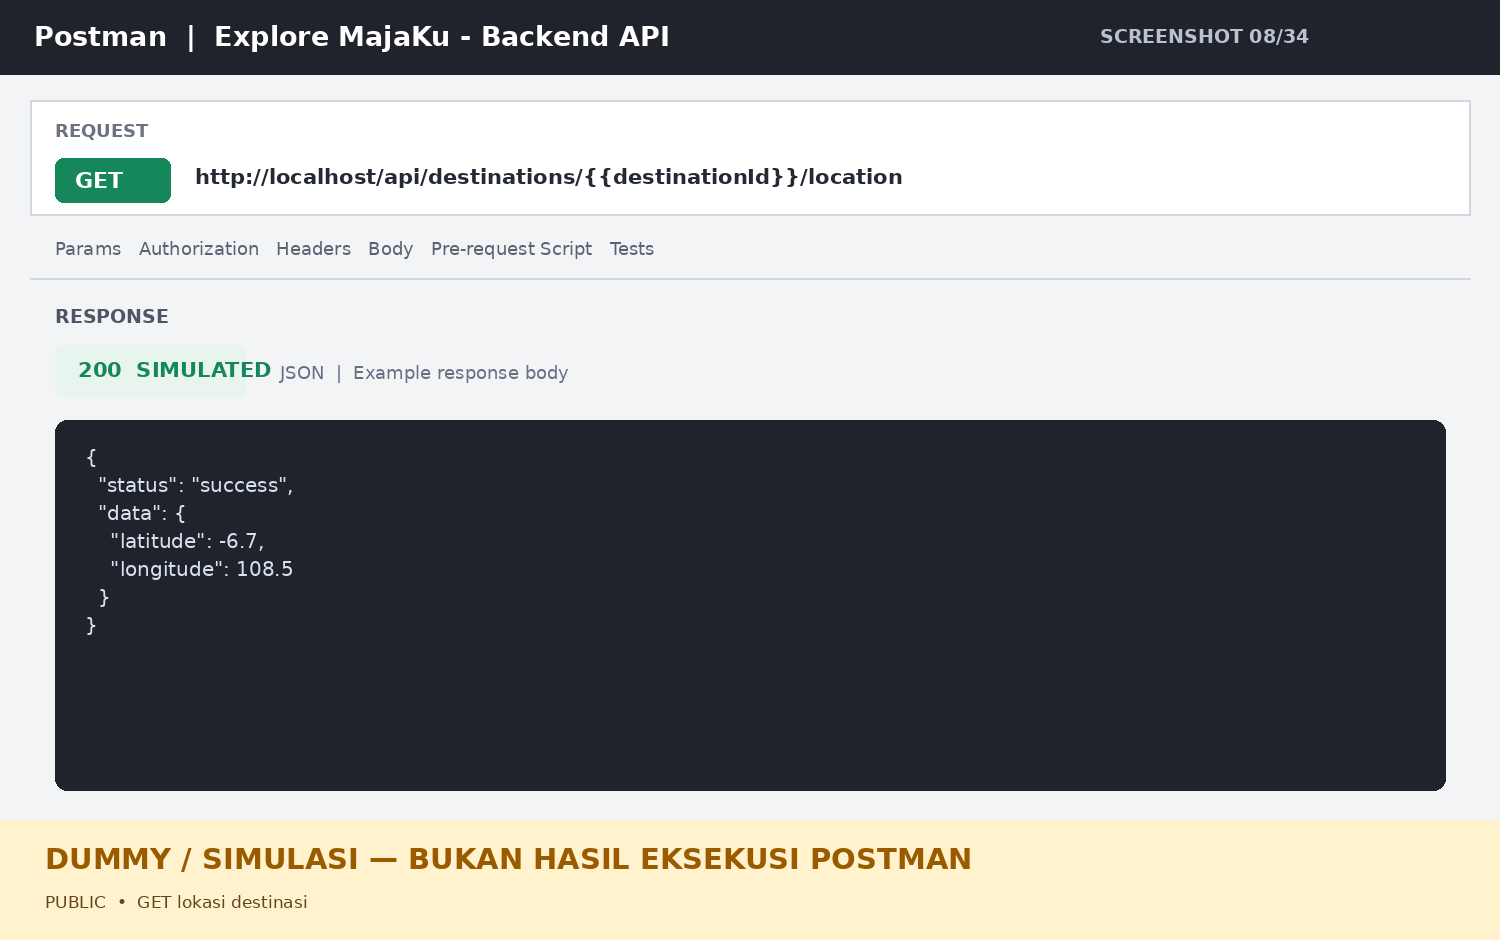 Postman | Explore MajaKu - Backend API
SCREENSHOT 08/34
REQUEST
GET http://localhost/api/destinations/{{destinationId}}/location
Params Authorization Headers Body Pre-request Script Tests
RESPONSE
200 SIMULATED JSON | Example response body
{
  "status": "success",
  "data": {
    "latitude": -6.7,
    "longitude": 108.5
  }
}
DUMMY / SIMULASI — BUKAN HASIL EKSEKUSI POSTMAN
PUBLIC • GET lokasi destinasi